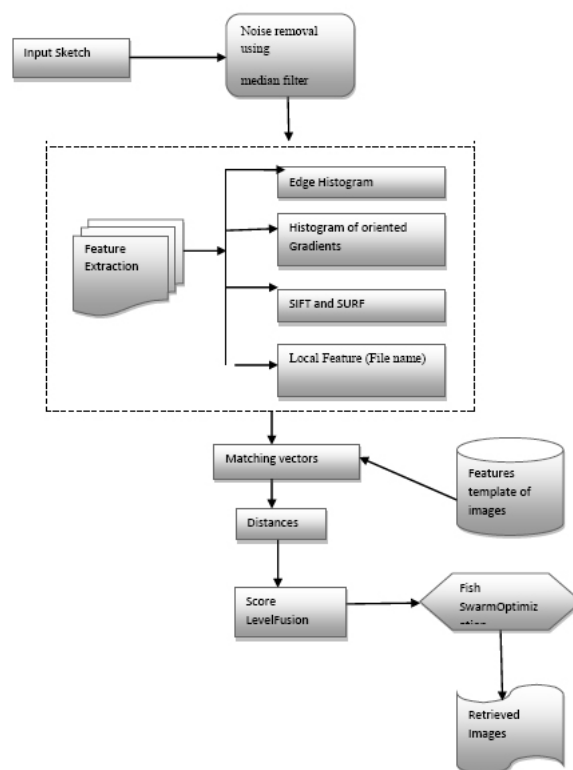 Input Sketch
Noise removal
using
median filter
Edge Histogram
Feature
Extraction
Histogram of oriented
Gradients
SIFT and SURF
Local Feature (File name)
Matching vectors
Features
template of
images
Distances
Score
LevelFusion
Fish
SwarmOptimiz
ation
Retrieved
Images